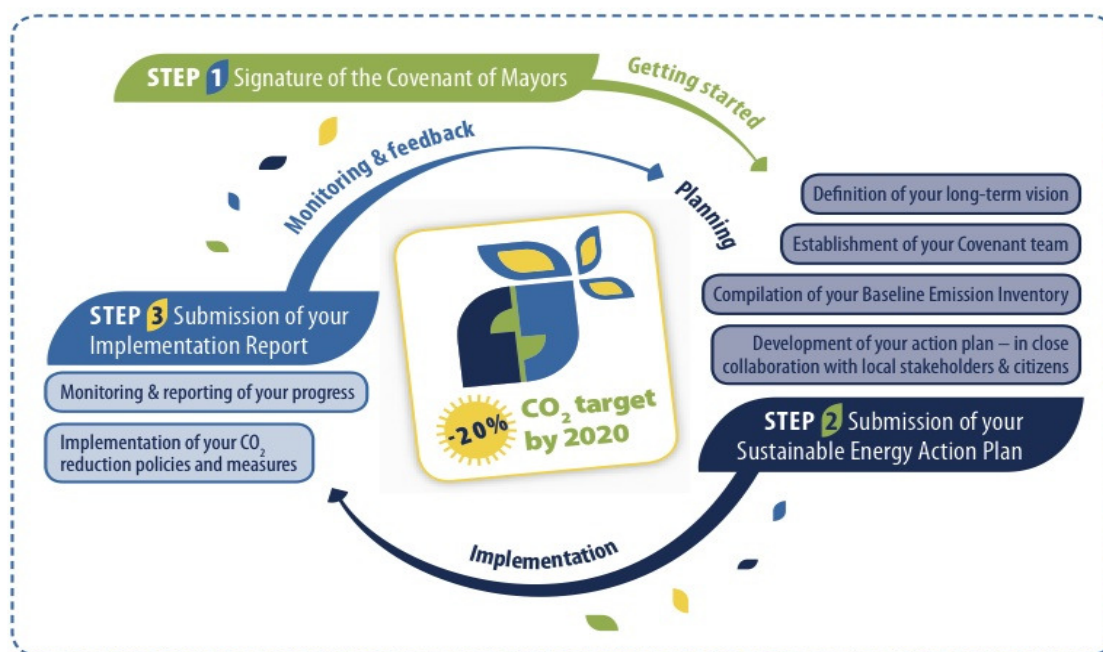 STEP 1 Signature of the Covenant of Mayors
Getting started
Monitoring & feedback
Planning
Definition of your long-term vision
Establishment of your Covenant team
Compilation of your Baseline Emission Inventory
Development of your action plan – in close
collaboration with local stakeholders & citizens
STEP 2 Submission of your
Sustainable Energy Action Plan
Implementation
STEP 3 Submission of your
Implementation Report
Monitoring & reporting of your progress
Implementation of your CO₂
reduction policies and measures
-20% CO₂ target
by 2020